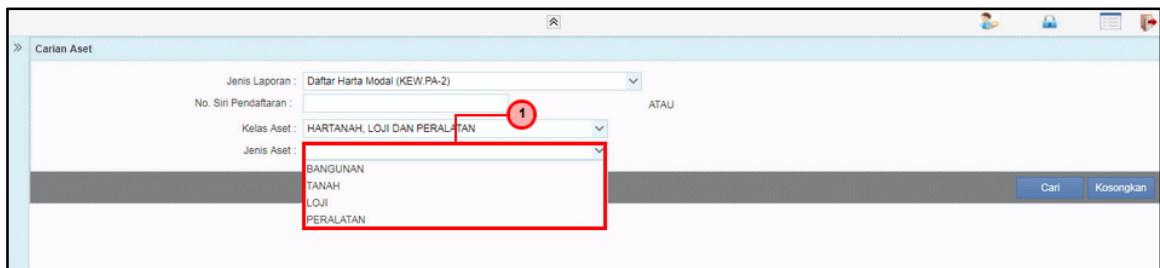 Carian Aset
Jenis Laporan : Daftar Harta Modal (KEW.PA-2)
No. Siri Pendaftaran : ATAU
1
Kelas Aset : HARTANAH, LOJI DAN PERALATAN
Jenis Aset :
BANGUNAN
TANAH
Cari Kosongkan
LOJI
PERALATAN